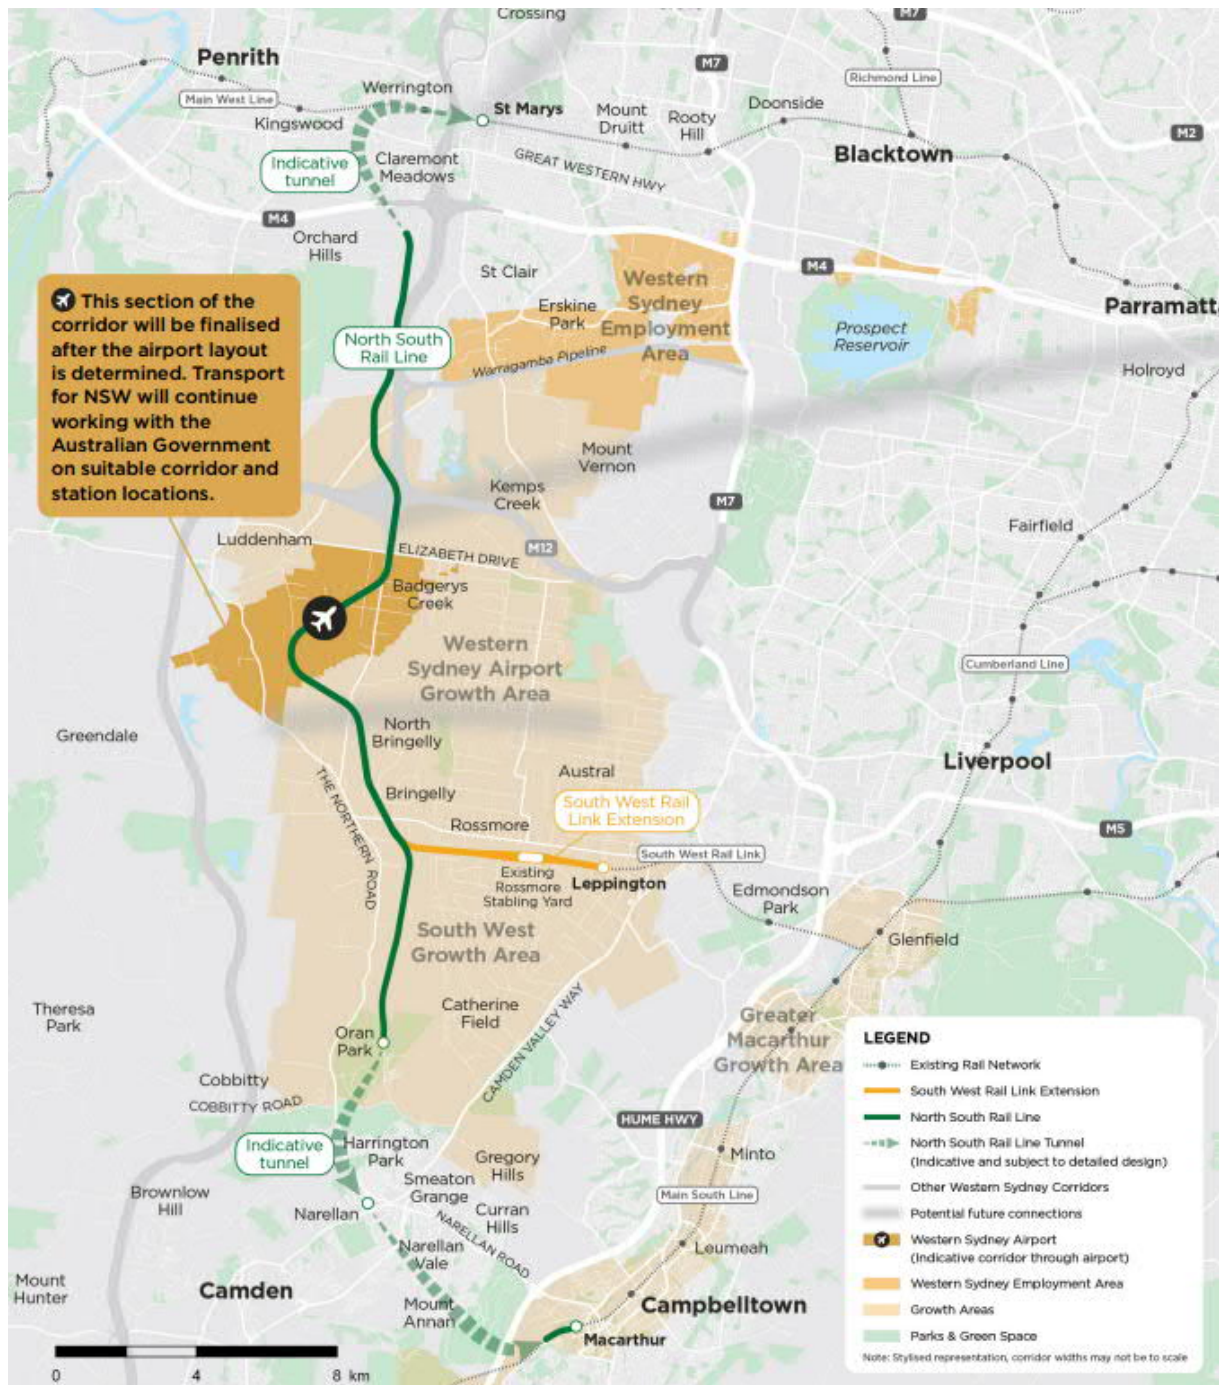 Crossing
M7
M7
Penrith
Richmond Line
Werrington
Main West Line
St Marys
Mount
Druitt
Rooty
Hill
Doonside
Kingswood
M2
Blacktown
Indicative
tunnel
Claremont
Meadows
GREAT WESTERN HWY
M4
Orchard
Hills
St Clair
M4
Western
Sydney
Employment
Area
Erskine
Park
Parramatt
This section of the
corridor will be finalised
after the airport layout
is determined. Transport
for NSW will continue
working with the
Australian Government
on suitable corridor and
station locations.
North South
Rail Line
Prospect
Reservoir
Warragamba Pipeline
Holroyd
Mount
Vernon
Kemps
Creek
M7
Fairfield
Luddenham
ELIZABETH DRIVE
M12
Badgerys
Creek
Western
Sydney Airport
Growth Area
Cumberland Line
Greendale
North
Bringelly
Liverpool
THE NORTHERN ROAD
Austral
Bringelly
South West Rail
Link Extension
Rossmore
M5
South West Rail Link
Existing
Rossmore
Stabling Yard
Leppington
Edmondson
Park
South West
Growth Area
Glenfield
Theresa
Park
Catherine
Field
Oran
Park
CAMDEN VALLEY WAY
Greater
Macarthur
Growth Area
Cobbitty
COBBITTY ROAD
HUME HWY
Indicative
tunnel
Harrington
Park
Gregory
Hills
Minto
Smeaton
Grange
Brownlow
Hill
Main South Line
Narellan
Curran
Hills
NARELLAN ROAD
Narellan
Vale
Leumeah
Mount
Hunter
Camden
Mount
Annan
Campbelltown
Macarthur
0 4 8 km
LEGEND
Existing Rail Network
South West Rail Link Extension
North South Rail Line
North South Rail Line Tunnel
(Indicative and subject to detailed design)
Other Western Sydney Corridors
Potential future connections
Western Sydney Airport
(Indicative corridor through airport)
Western Sydney Employment Area
Growth Areas
Parks & Green Space
Note: Stylised representation, corridor widths may not be to scale